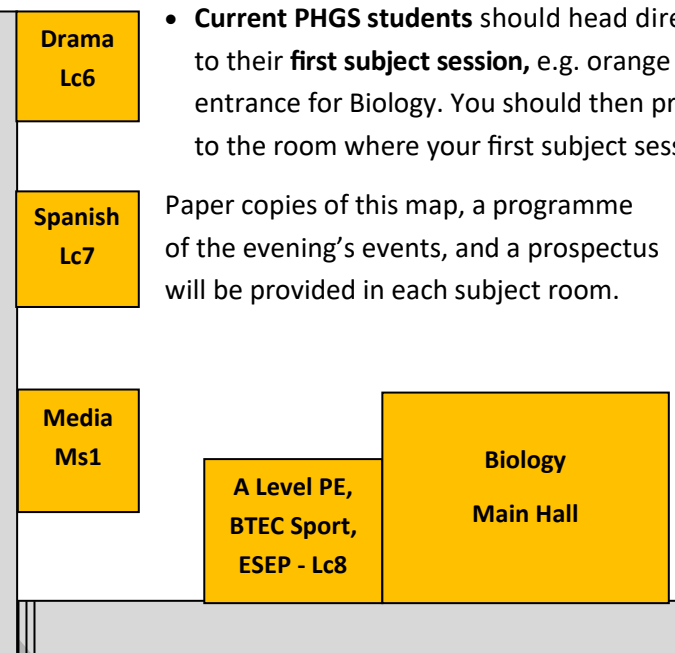 Drama
Lc6
• Current PHGS students should head
to their first subject session, e.g. orange
entrance for Biology. You should then
to the room where your first subject
Spanish
Lc7
Paper copies of this map, a programme
of the evening’s events, and a prospectus
will be provided in each subject room.
Media
Ms1
A Level PE,
BTEC Sport,
ESEP - Lc8
Biology
Main Hall